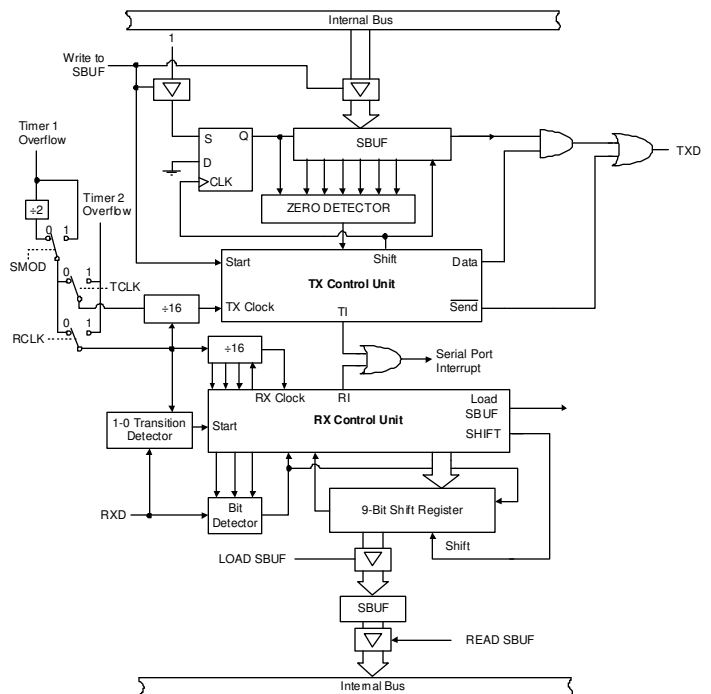 Internal Bus
1
Write to
SBUF
Timer 1
Overflow
S
Q
D
CLK
SBUF
TXD
Timer 2
Overflow
÷2
ZERO DETECTOR
0
1
SMOD
Shift
Start
Data
TX Control Unit
0
1
TCLK
÷16
TX Clock
TI
Send
0
1
RCLK
÷16
Serial Port
Interrupt
RX Clock
RI
Load
SBUF
RX Control Unit
SHIFT
1-0 Transition
Detector
Start
RXD
Bit
Detector
9-Bit Shift Register
LOAD SBUF
Shift
SBUF
READ SBUF
Internal Bus